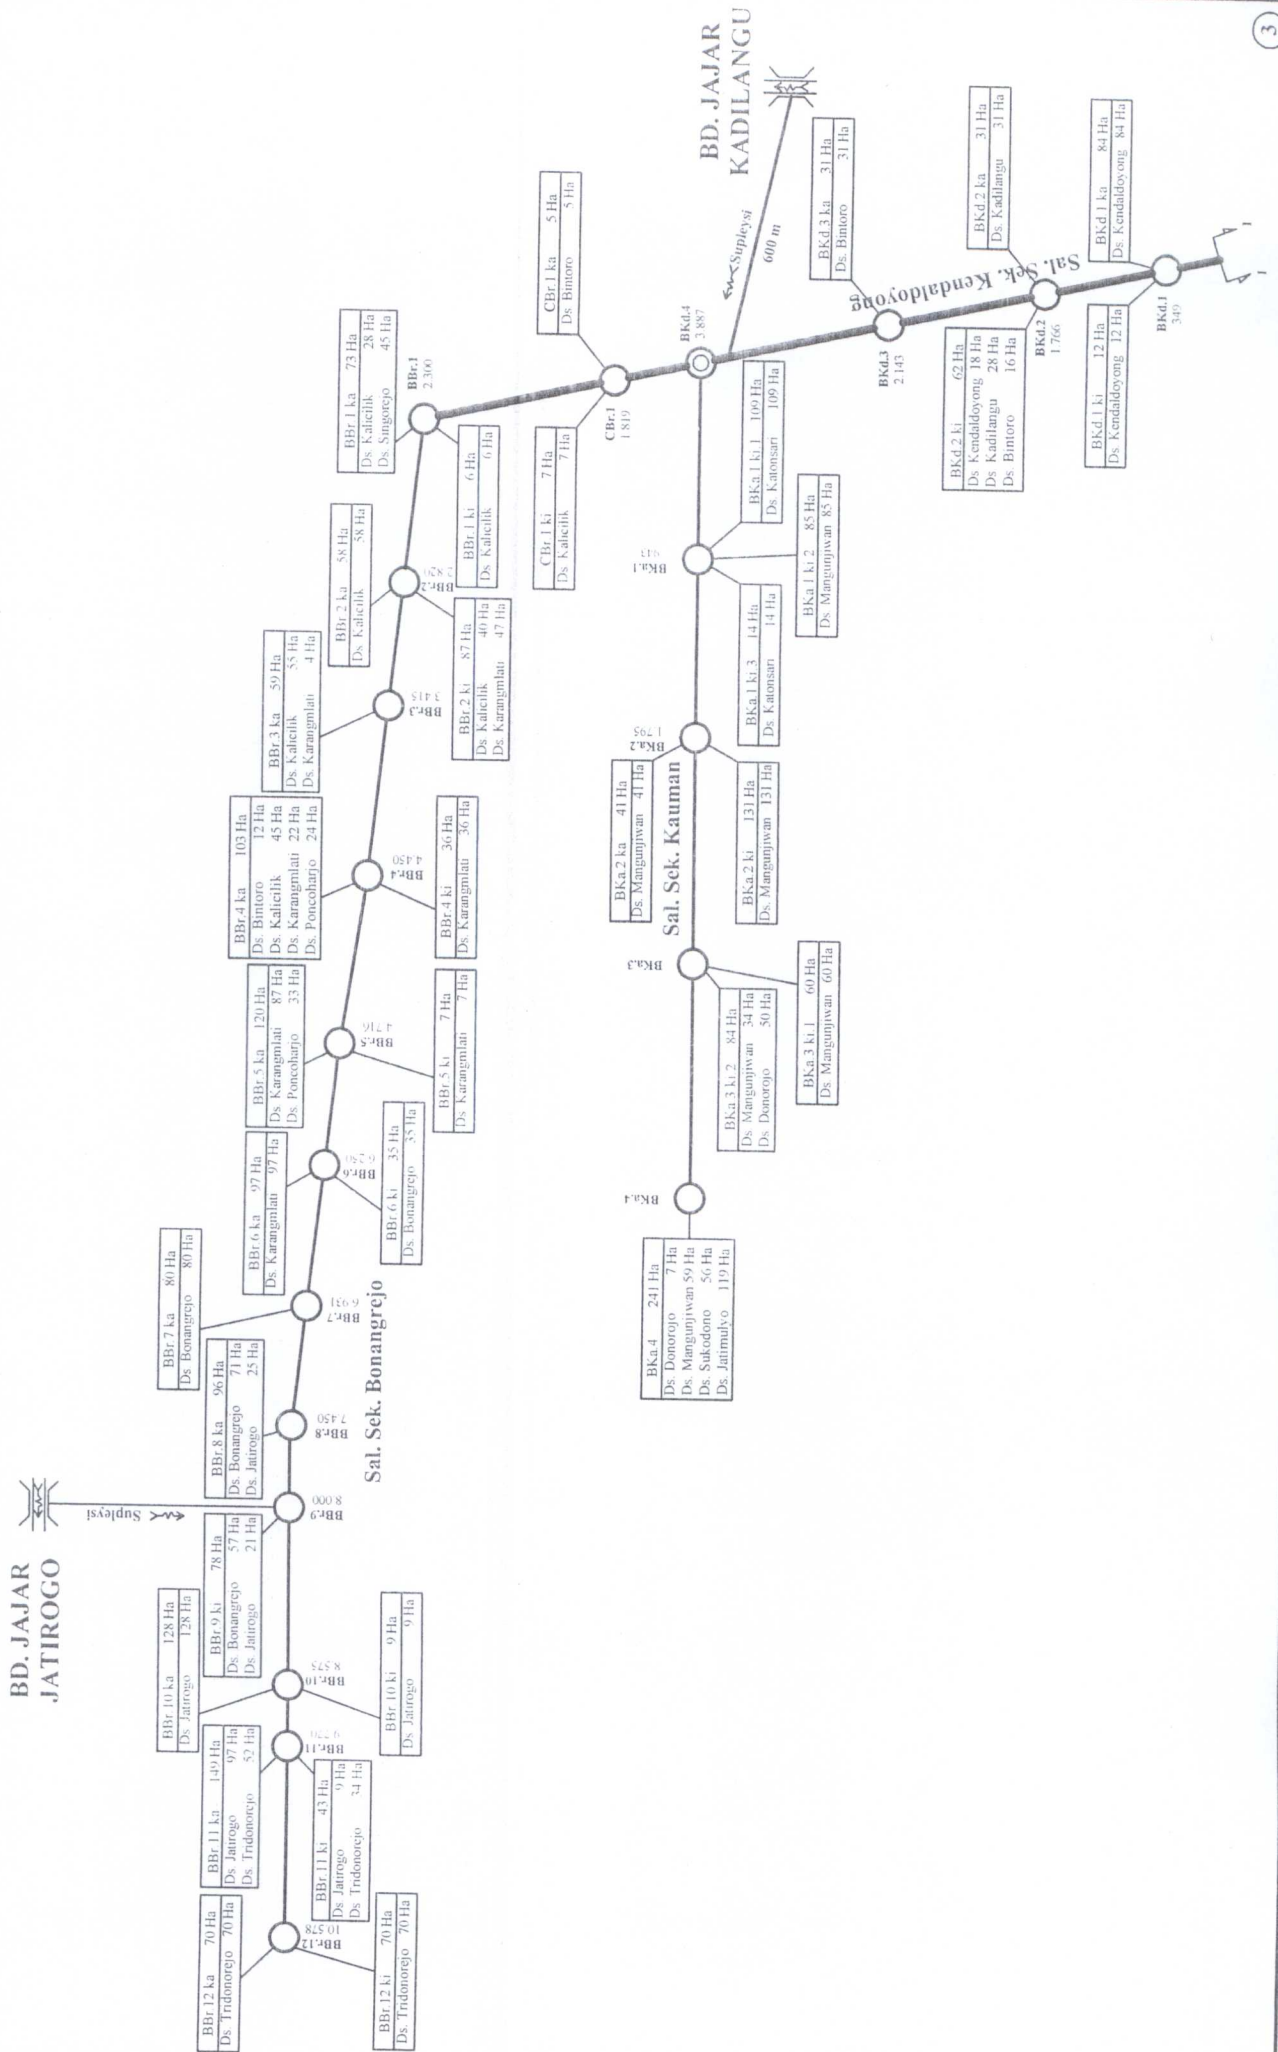 3
BD. JAJAR
JATIROGO
Supleysi
BD. JAJAR
KADILANGU
Supleysi
600 m
BBr.12 ka 70 Ha
Ds. Tridonorejo 70 Ha
BBr.12
10.578
BBr.12 ki 70 Ha
Ds. Tridonorejo 70 Ha
BBr.11 ka 149 Ha
Ds Jatirogo 97 Ha
Ds. Tridonorejo 52 Ha
BBr.11
BBr.11 ki 43 Ha
Ds Jatirogo 9 Ha
Ds Tridonorejo 34 Ha
BBr 10 ka 128 Ha
Ds Jatirogo 128 Ha
BBr.10
8.575
BBr 10 ki 9 Ha
Ds Jatirogo 9 Ha
BBr.9 ki 78 Ha
Ds. Bonangrejo 57 Ha
Ds. Jatirogo 21 Ha
BBr.9
8.000
BBr.8 ka 96 Ha
Ds. Bonangrejo 71 Ha
Ds. Jatirogo 25 Ha
BBr.8
7.450
BBr.7 ka 80 Ha
Ds Bonangrejo 80 Ha
BBr.7
6.931
Sal. Sek. Bonangrejo
BBr.6 ka 97 Ha
Ds. Karangmlati 97 Ha
BBr.6
BBr 6 ki 35 Ha
Ds. Bonangrejo 35 Ha
BBr.5 ka 120 Ha
Ds Karangmlati 87 Ha
Ds. Poncoharjo 33 Ha
BBr.5
4.716
BBr.5 ki 7 Ha
Ds. Karangmlati 7 Ha
BBr.4 ka 103 Ha
Ds. Bintoro 12 Ha
Ds. Kalicilik 45 Ha
Ds. Karangmlati 22 Ha
Ds. Poncoharjo 24 Ha
BBr.4
4.450
BBr.4 ki 36 Ha
Ds. Karangmlati 36 Ha
BBr.3 ka 59 Ha
Ds. Kalicilik 55 Ha
Ds. Karangmlati 4 Ha
BBr.3
3.415
BBr 2 ka 58 Ha
Ds Kalicilik 58 Ha
BBr.2
2.820
BBr.2 ki 87 Ha
Ds Kalicilik 40 Ha
Ds. Karangmlati 47 Ha
BBr 1 ka 73 Ha
Ds. Kalicilik 28 Ha
Ds. Singorejo 45 Ha
BBr.1
2.300
BBr.1 ki 6 Ha
Ds. Kalicilik 6 Ha
CBr.1 ka 5 Ha
Ds Bintoro 5 Ha
CBr.1
1.819
CBr.1 ki 7 Ha
Ds Kalicilik 7 Ha
BKd.4
3.887
BKa.1 ki.1 109 Ha
Ds. Katonsari 109 Ha
BKa.1
943
BKa 1 ki 2 85 Ha
Ds. Mangunjiwan 85 Ha
BKa.1 ki.3 14 Ha
Ds. Katonsari 14 Ha
BKa.2
1.795
BKa.2 ka 41 Ha
Ds. Mangunjiwan 41 Ha
BKa.2 ki 131 Ha
Ds. Mangunjiwan 131 Ha
Sal. Sek. Kauman
BKa.3
BKa 3 ki.2 84 Ha
Ds Mangunjiwan 34 Ha
Ds Donorojo 50 Ha
BKa 3 ki.1 60 Ha
Ds. Mangunjiwan 60 Ha
BKa.4
BKa.4 241 Ha
Ds. Donorojo 7 Ha
Ds. Mangunjiwan 59 Ha
Ds. Sukodono 56 Ha
Ds. Jatimulyo 119 Ha
BKd.3 ka 31 Ha
Ds. Bintoro 31 Ha
BKd.3
2.143
Sal. Sek. Kendaldoyong
BKd.2 ka 31 Ha
Ds. Kadilangu 31 Ha
BKd.2
1.766
BKd.2 ki 62 Ha
Ds Kendaldoyong 18 Ha
Ds Kadilangu 28 Ha
Ds. Bintoro 16 Ha
BKd 1 ka 84 Ha
Ds. Kendaldoyong 84 Ha
BKd.1
349
BKd.1 ki 12 Ha
Ds Kendaldoyong 12 Ha
1
1